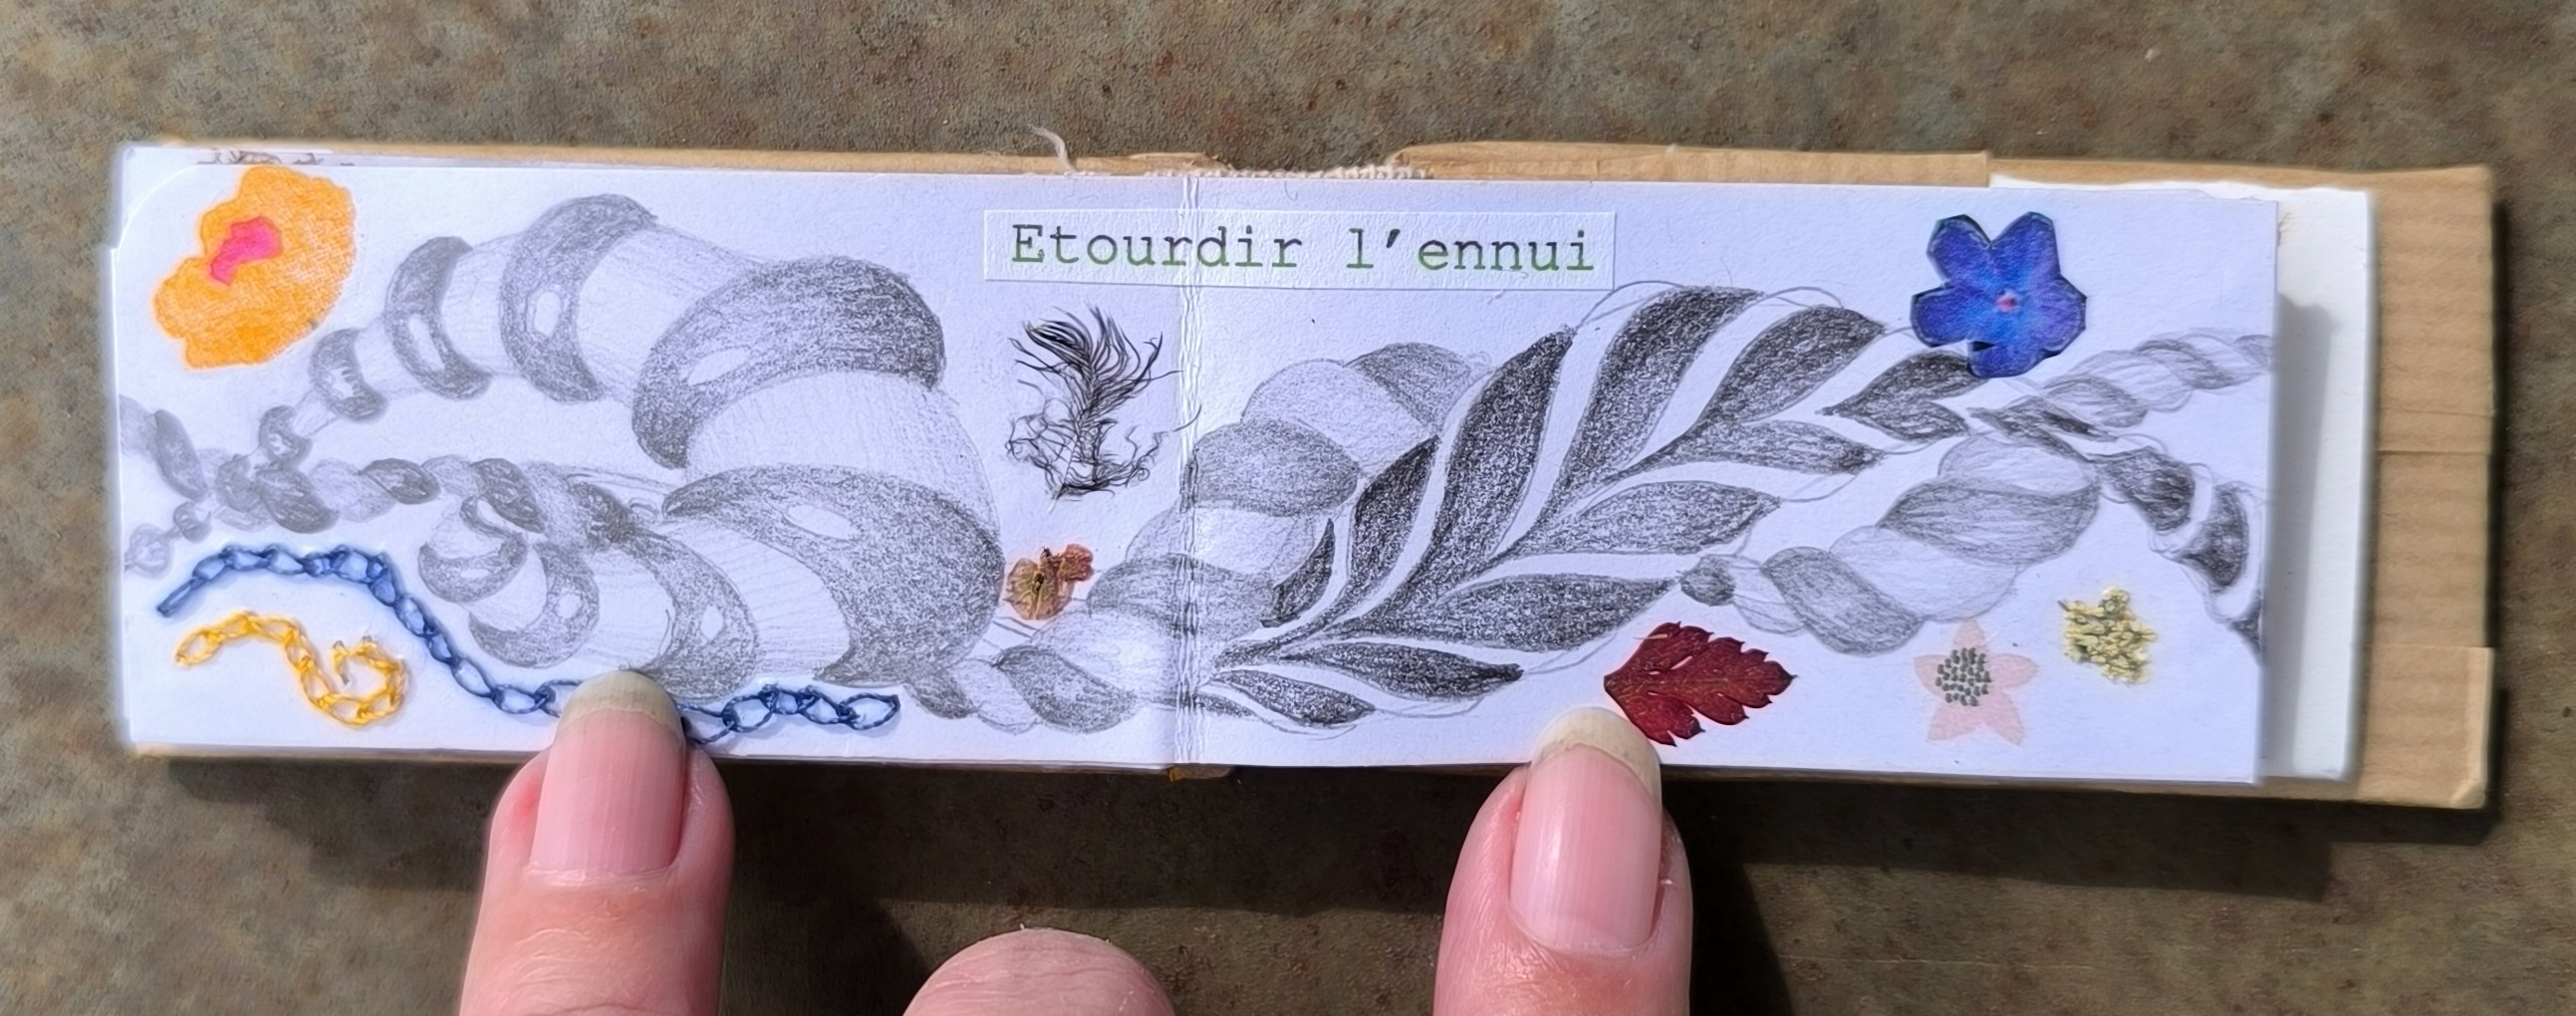 Etourdir l'ennui